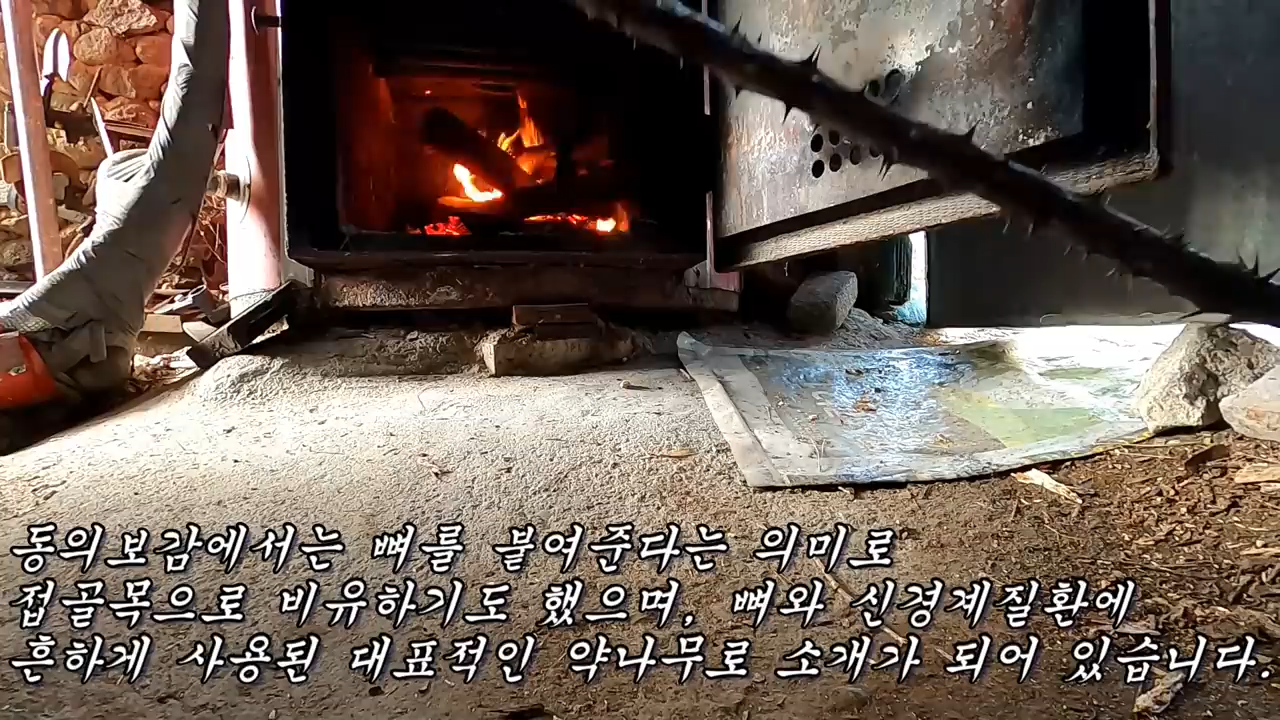 동의보감에서는 뼈를 붙여준다는 의미로
접골목으로 비유하기도 했으며, 뼈와 신경계질환에
흔하게 사용된 대표적인 약나무로 소개가 되어 있습니다.